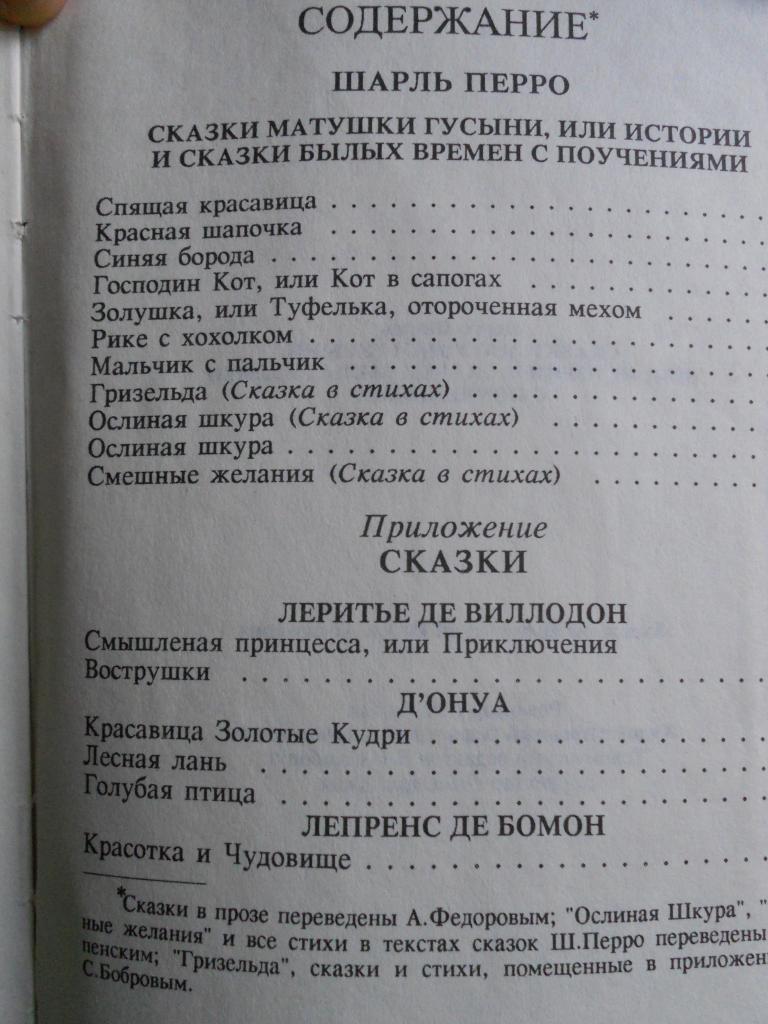 СОДЕРЖАНИЕ*
ШАРЛЬ ПЕРРО
СКАЗКИ МАТУШКИ ГУСЫНИ, ИЛИ ИСТОРИИ
И СКАЗКИ БЫЛЫХ ВРЕМЕН С ПОУЧЕНИЯМИ
Спящая красавица
Красная шапочка
Синяя борода
Господин Кот, или Кот в сапогах
Золушка, или Туфелька, отороченная мехом
Рике с хохолком
Мальчик с пальчик
Гризельда (Сказка в стихах)
Ослиная шкура (Сказка в стихах)
Ослиная шкура
Смешные желания (Сказка в стихах)
Приложение
СКАЗКИ
ЛЕРИТЬЕ ДЕ ВИЛЛОДОН
Смышленая принцесса, или Приключения
Вострушки
Д'ОНУА
Красавица Золотые Кудри
Лесная лань
Голубая птица
ЛЕПРЕНС ДЕ БОМОН
Красотка и Чудовище
*Сказки в прозе переведены А.Федоровым; "Ослиная Шкура", "
ные желания" и все стихи в текстах сказок Ш.Перро переведены
пенским; "Гризельда", сказки и стихи, помещенные в приложен
С.Бобровым.